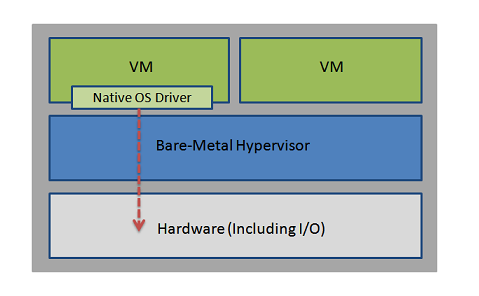 VM
VM
Native OS Driver
Bare-Metal Hypervisor
Hardware (Including I/O)